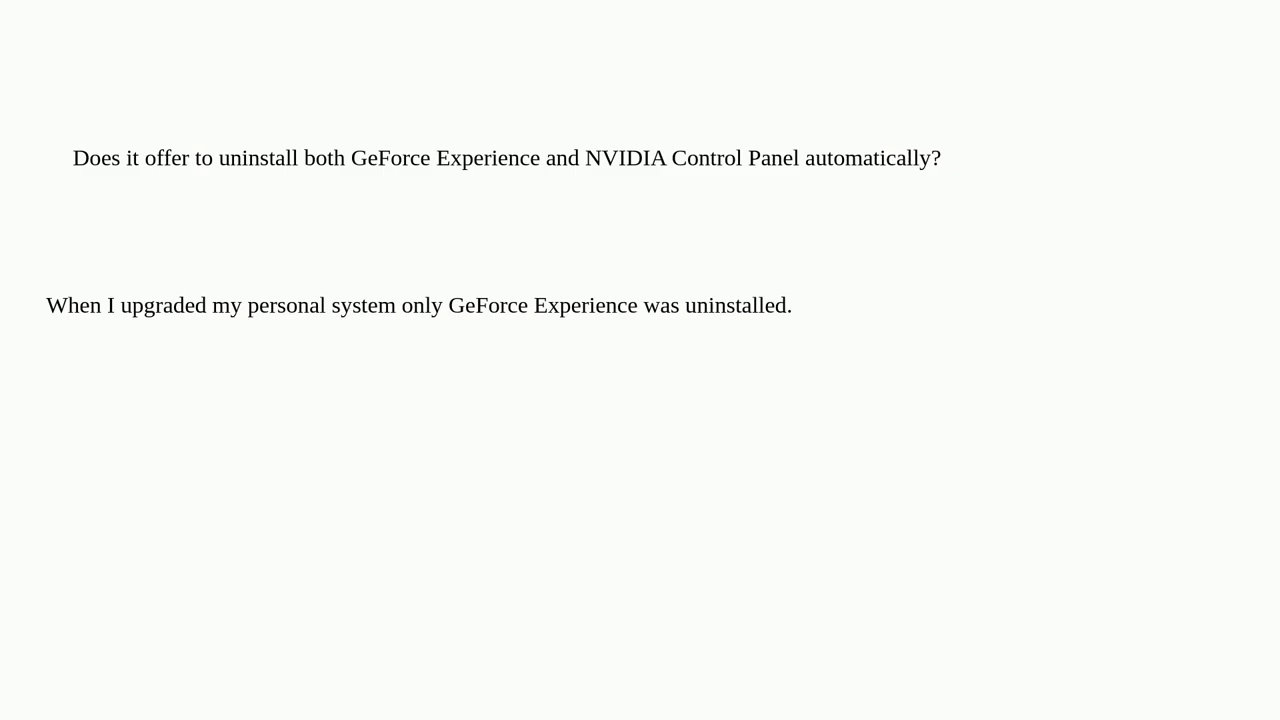 Does it offer to uninstall both GeForce Experience and NVIDIA Control Panel automatically?
When I upgraded my personal system only GeForce Experience was uninstalled.